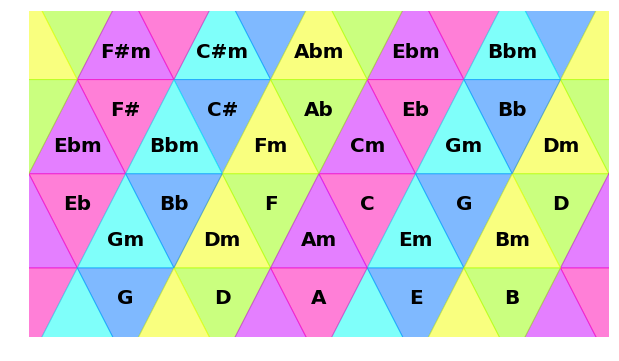 F#m C#m Abm Ebm Bbm
F# C# Ab Eb Bb
Ebm Bbm Fm Cm Gm Dm
Eb Bb F C G D
Gm Dm Am Em Bm
G D A E B